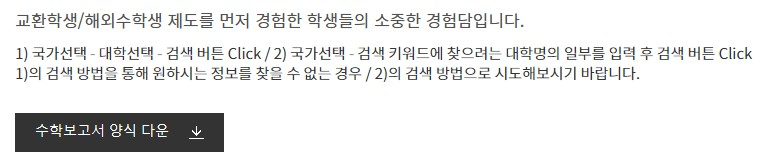 교환학생/해외수학생 제도를 먼저 경험한 학생들의 소중한 경험담입니다.
1) 국가선택 - 대학선택 - 검색 버튼 Click / 2) 국가선택 - 검색 키워드에 찾으려는 대학명의 일부를 입력 후 검색 버튼 Click
1)의 검색 방법을 통해 원하시는 정보를 찾을 수 없는 경우 / 2)의 검색 방법으로 시도해보시기 바랍니다.
수학보고서 양식 다운